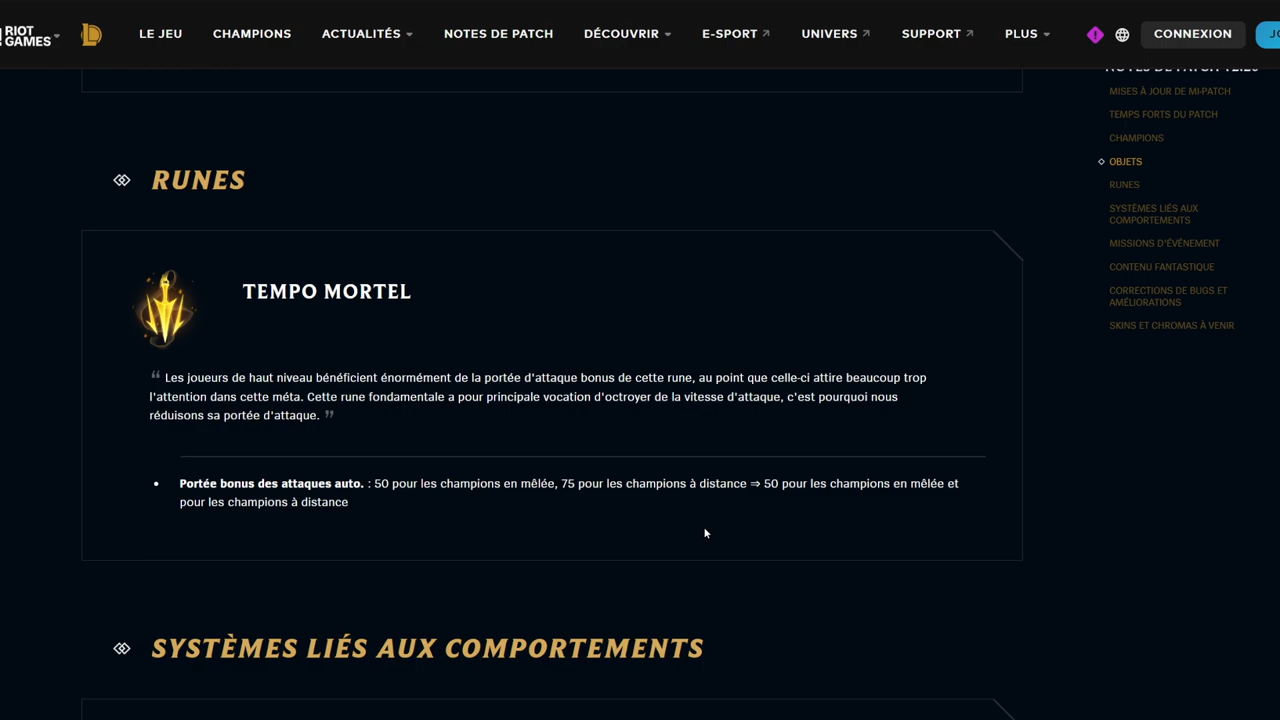 RIOT
GAMES
LE JEU
CHAMPIONS
ACTUALITÉS
NOTES DE PATCH
DÉCOUVRIR
E-SPORT
UNIVERS
SUPPORT
PLUS
CONNEXION
MISES À JOUR DE MI-PATCH
TEMPS FORTS DU PATCH
CHAMPIONS
OBJETS
RUNES
SYSTÈMES LIÉS AUX
COMPORTEMENTS
MISSIONS D'ÉVÉNEMENT
CONTENU FANTASTIQUE
CORRECTIONS DE BUGS ET
AMÉLIORATIONS
SKINS ET CHROMAS À VENIR
RUNES
TEMPO MORTEL
“ Les joueurs de haut niveau bénéficient énormément de la portée d'attaque bonus de cette rune, au point que celle-ci attire beaucoup trop
l'attention dans cette méta. Cette rune fondamentale a pour principale vocation d'octroyer de la vitesse d'attaque, c'est pourquoi nous
réduisons sa portée d'attaque. ”
• Portée bonus des attaques auto. : 50 pour les champions en mêlée, 75 pour les champions à distance ⇒ 50 pour les champions en mêlée et
pour les champions à distance
SYSTÈMES LIÉS AUX COMPORTEMENTS